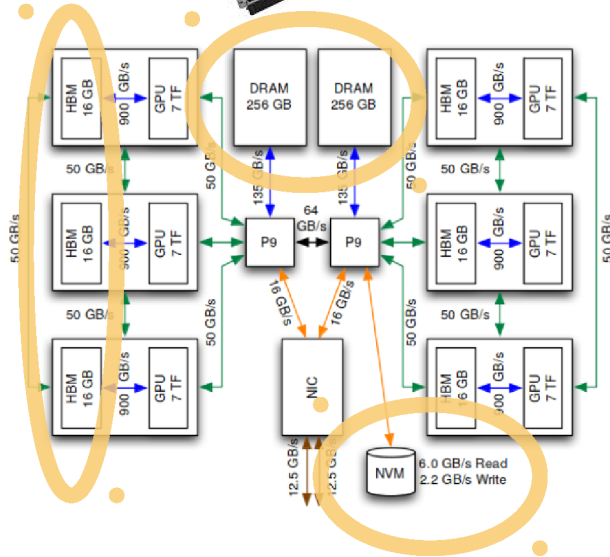 HBM
16 GB
900 GB/s
GPU
7 TF
DRAM
256 GB
DRAM
256 GB
HBM
16 GB
900 GB/s
GPU
7 TF
50 GB/s
50 GB/s
135 GB/s
135 GB/s
50 GB/s
50 GB/s
50 GB/s
HBM
16 GB
900 GB/s
GPU
7 TF
P9
64
GB/s
P9
HBM
16 GB
900 GB/s
GPU
7 TF
50 GB/s
50 GB/s
50 GB/s
16 GB/s
16 GB/s
50 GB/s
50 GB/s
HBM
16 GB
900 GB/s
GPU
7 TF
NIC
HBM
16 GB
900 GB/s
GPU
7 TF
12.5 GB/s
12.5 GB/s
NVM
6.0 GB/s Read
2.2 GB/s Write